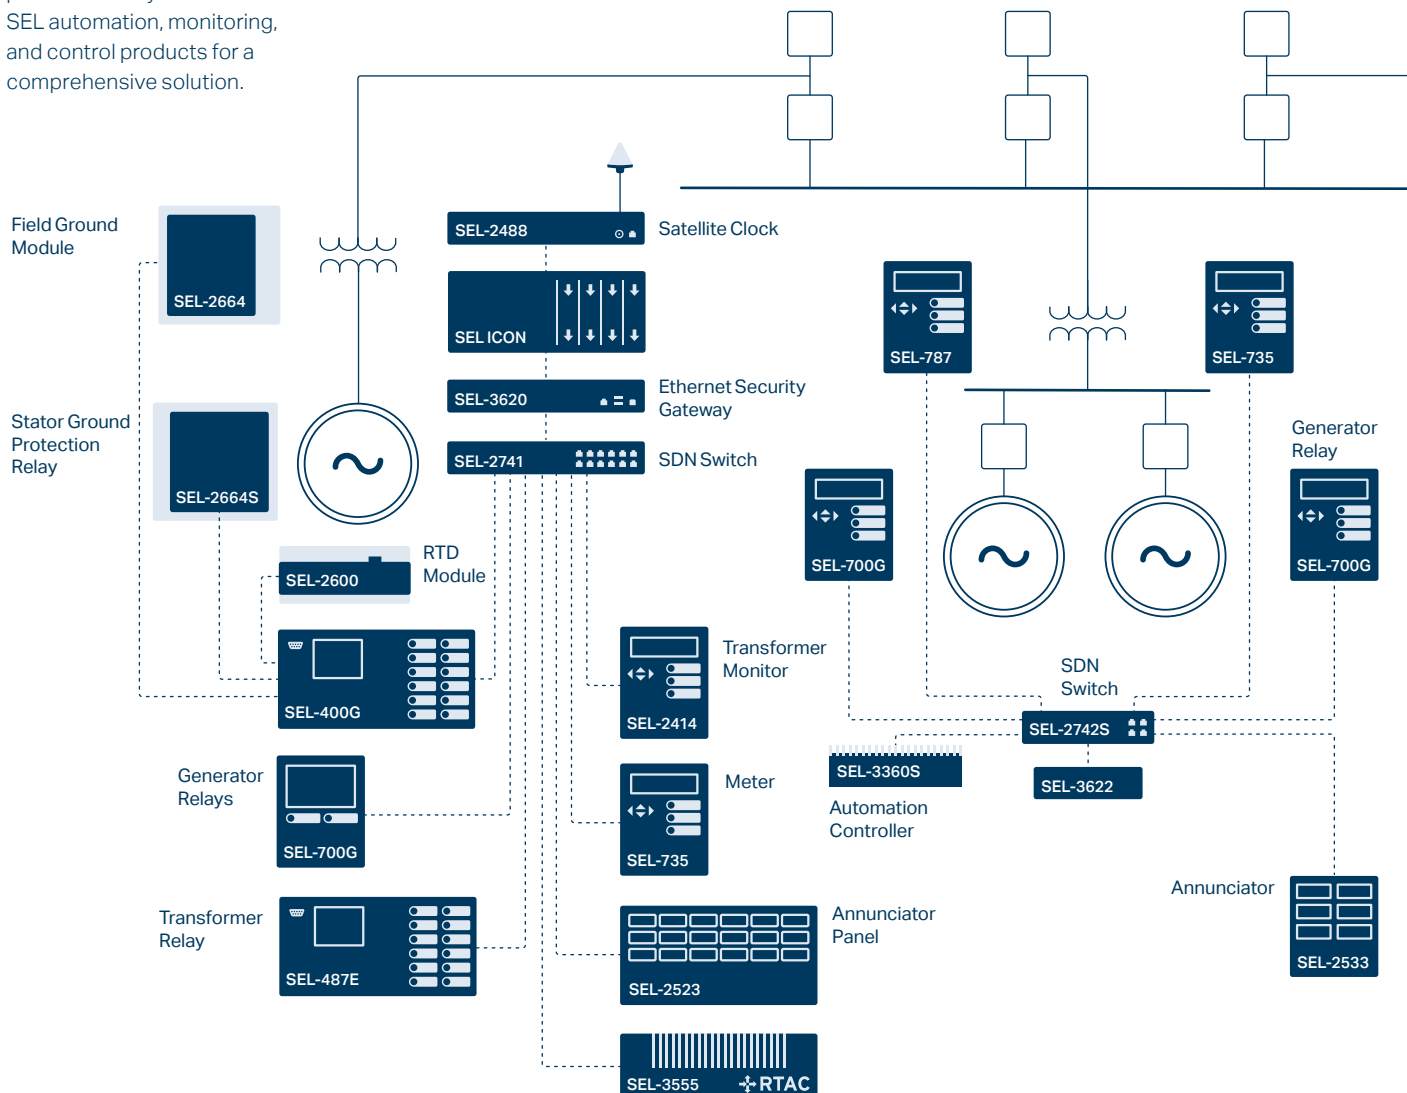 SEL automation, monitoring,
and control products for a
comprehensive solution.
Field Ground
Module
SEL-2664
SEL-2488
Satellite Clock
SEL ICON
SEL-3620
Ethernet Security
Gateway
SEL-2741
SDN Switch
Stator Ground
Protection
Relay
SEL-2664S
SEL-2600
RTD
Module
SEL-400G
Generator
Relays
SEL-700G
Transformer
Relay
SEL-487E
Transformer
Monitor
SEL-2414
Meter
SEL-735
Annunciator
Panel
SEL-2523
SEL-3555
RTAC
SEL-787
SEL-735
Generator
Relay
SEL-700G
SEL-700G
SDN
Switch
SEL-2742S
SEL-3360S
Automation
Controller
SEL-3622
Annunciator
SEL-2533